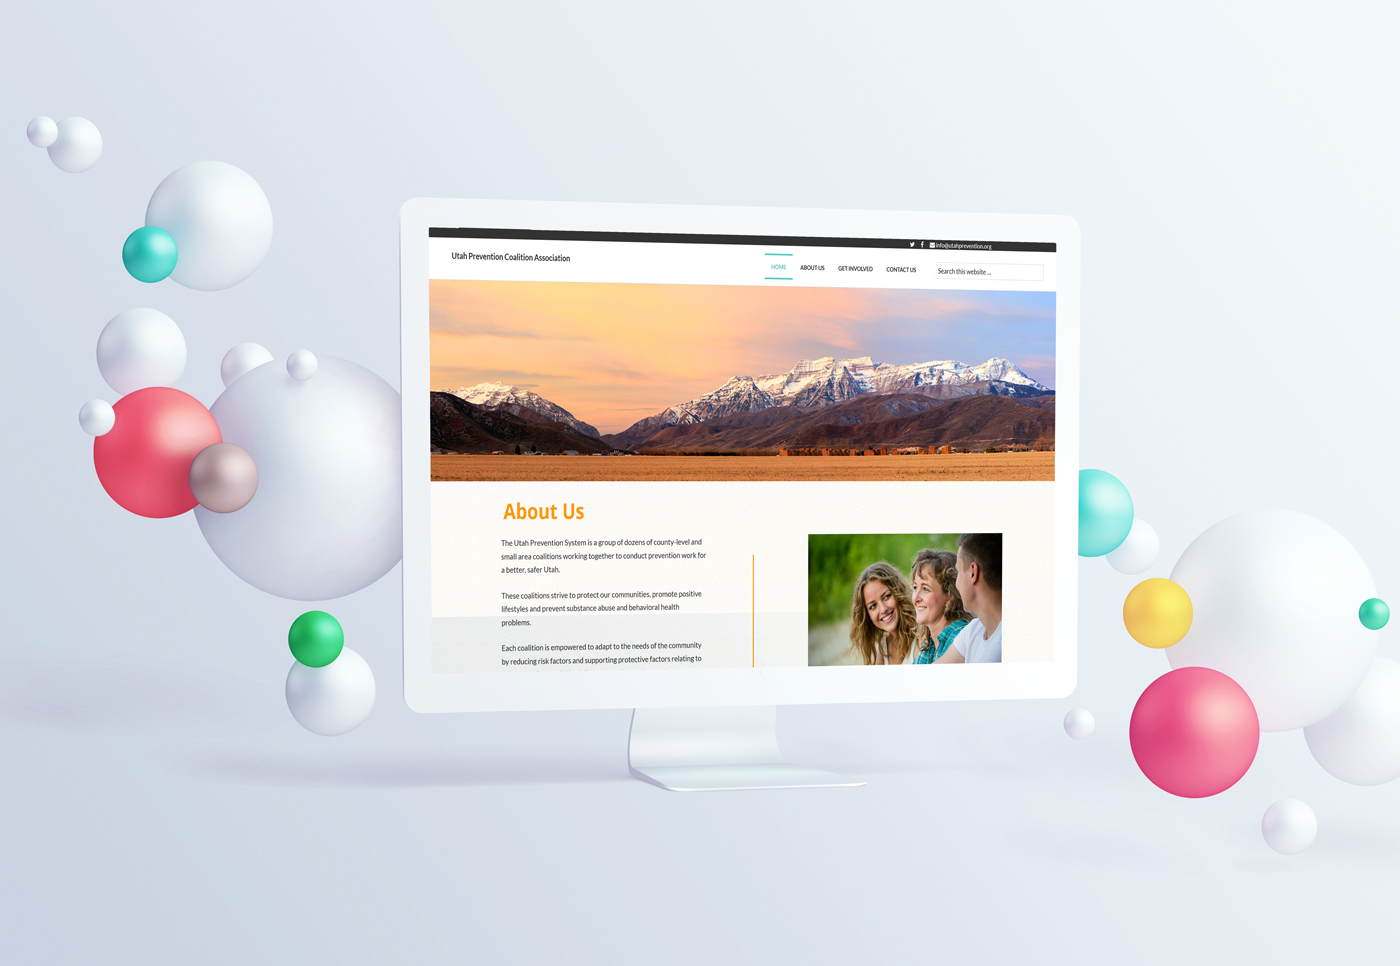 info@utahprevention.org
Utah Prevention Coalition Association
HOME ABOUT US GET INVOLVED CONTACT US
Search this website ...
About Us
The Utah Prevention System is a group of dozens of county-level and
small area coalitions working together to conduct prevention work for
a better, safer Utah.
These coalitions strive to protect our communities, promote positive
lifestyles and prevent substance abuse and behavioral health
problems.
Each coalition is empowered to adapt to the needs of the community
by reducing risk factors and supporting protective factors relating to